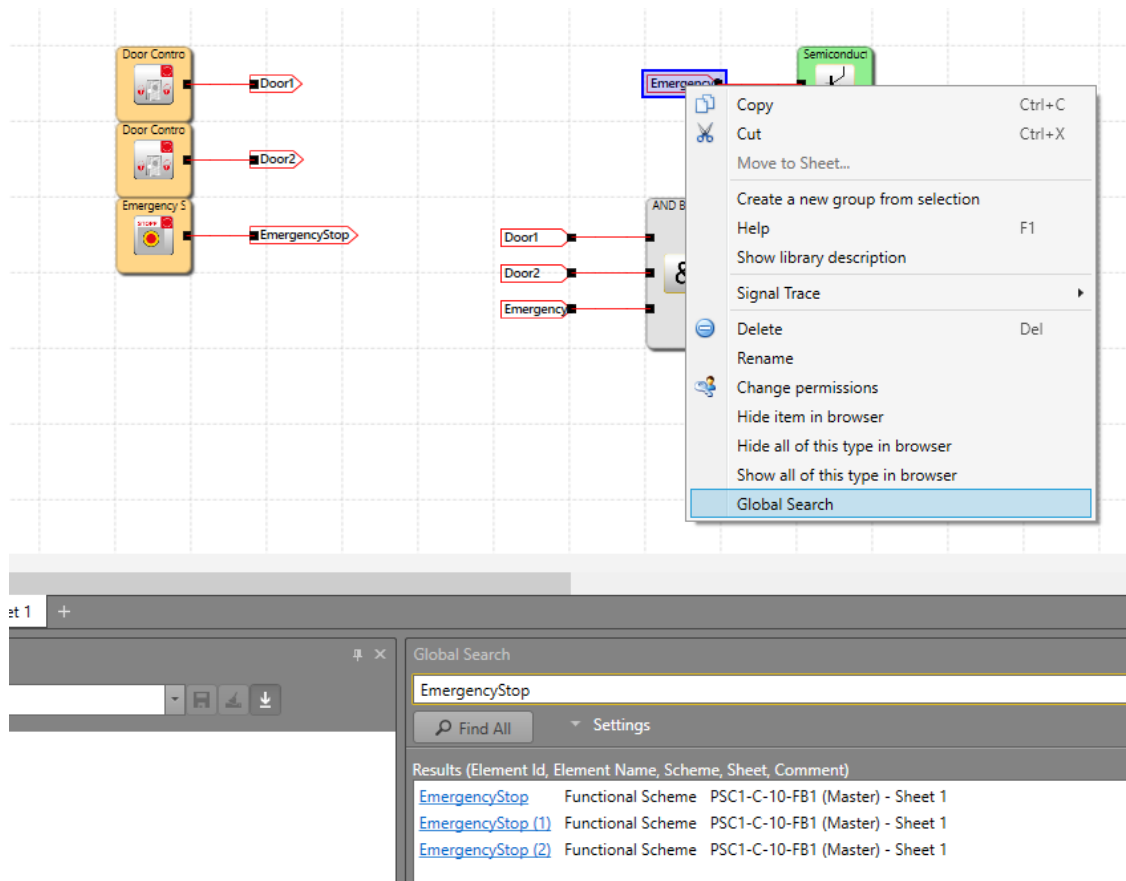 Door Contro
Door1
Door Contro
Door2
Emergency S
STOPP
EmergencyStop
Semiconduct
Emergency
AND B
Door1
Door2
Emergency
&
Copy Ctrl+C
Cut Ctrl+X
Move to Sheet...
Create a new group from selection
Help F1
Show library description
Signal Trace
Delete Del
Rename
Change permissions
Hide item in browser
Hide all of this type in browser
Show all of this type in browser
Global Search
et 1 +
Global Search
EmergencyStop
Find All Settings
Results (Element Id, Element Name, Scheme, Sheet, Comment)
EmergencyStop Functional Scheme PSC1-C-10-FB1 (Master) - Sheet 1
EmergencyStop (1) Functional Scheme PSC1-C-10-FB1 (Master) - Sheet 1
EmergencyStop (2) Functional Scheme PSC1-C-10-FB1 (Master) - Sheet 1